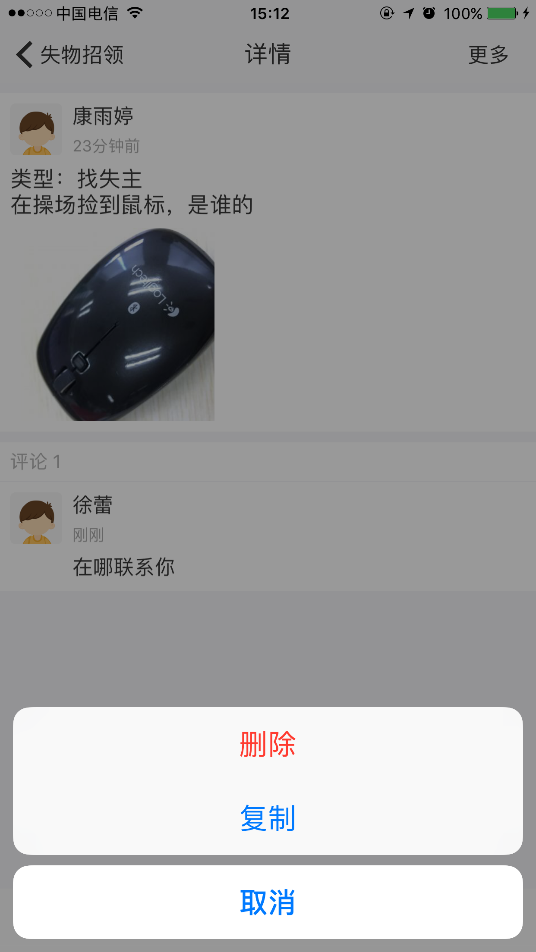 中国电信 15:12 100%
失物招领 详情 更多
康雨婷
23分钟前
类型：找失主
在操场捡到鼠标，是谁的
Logitech
评论 1
徐蕾
刚刚
在哪联系你
删除
复制
取消